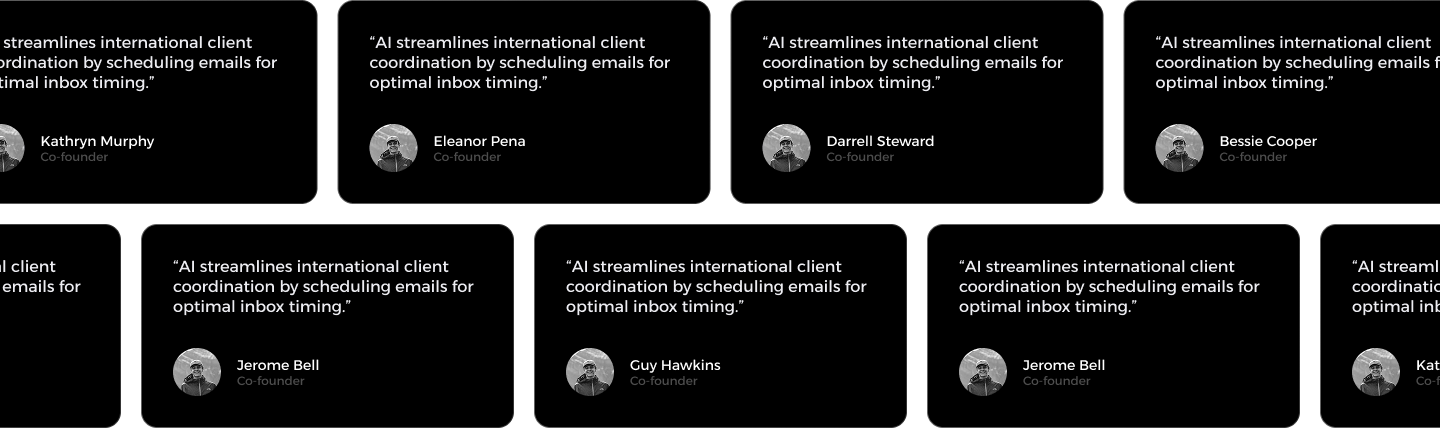 streamlines international client
ordination by scheduling emails for
timal inbox timing.”
Kathryn Murphy
Co-founder
“AI streamlines international client
coordination by scheduling emails for
optimal inbox timing.”
Eleanor Pena
Co-founder
“AI streamlines international client
coordination by scheduling emails for
optimal inbox timing.”
Darrell Steward
Co-founder
“AI streamlines international client
coordination by scheduling emails f
optimal inbox timing.”
Bessie Cooper
Co-founder
l client
emails for
“AI streamlines international client
coordination by scheduling emails for
optimal inbox timing.”
Jerome Bell
Co-founder
“AI streamlines international client
coordination by scheduling emails for
optimal inbox timing.”
Guy Hawkins
Co-founder
“AI streamlines international client
coordination by scheduling emails for
optimal inbox timing.”
Jerome Bell
Co-founder
“AI streaml
coordinatio
optimal inb
Kat
Co-f